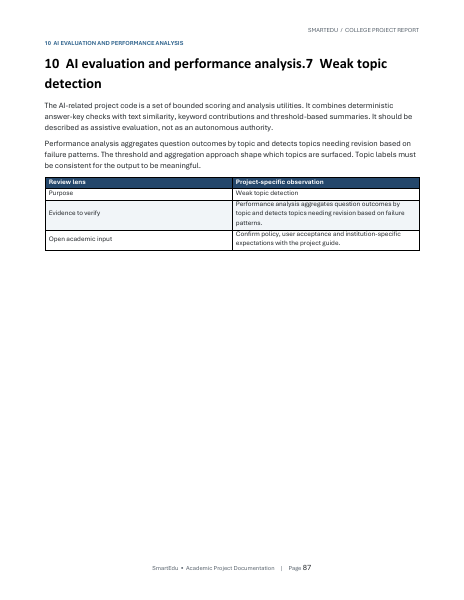 SMARTEDU / COLLEGE PROJECT REPORT
10 AI EVALUATION AND PERFORMANCE ANALYSIS
10 AI evaluation and performance analysis.7 Weak topic
detection
The AI-related project code is a set of bounded scoring and analysis utilities. It combines deterministic
answer-key checks with text similarity, keyword contributions and threshold-based summaries. It should be
described as assistive evaluation, not as an autonomous authority.
Performance analysis aggregates question outcomes by topic and detects topics needing revision based on
failure patterns. The threshold and aggregation approach shape which topics are surfaced. Topic labels must
be consistent for the output to be meaningful.
Review lens Project-specific observation
Purpose Weak topic detection
Evidence to verify Performance analysis aggregates question outcomes by
topic and detects topics needing revision based on failure
patterns.
Open academic input Confirm policy, user acceptance and institution-specific
expectations with the project guide.
SmartEdu • Academic Project Documentation | Page 87